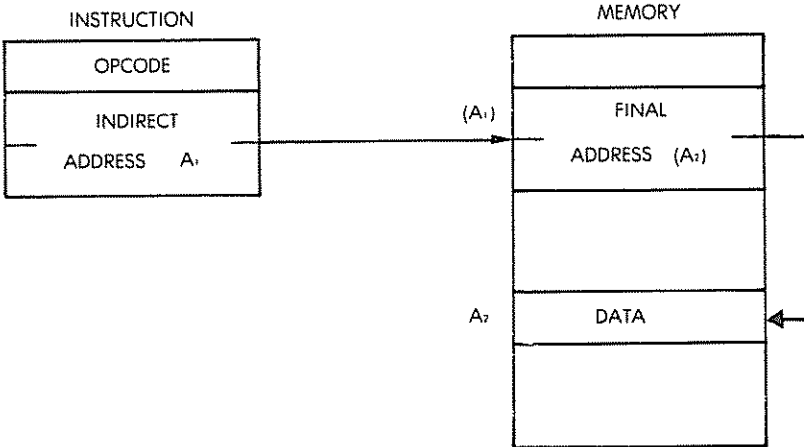 INSTRUCTION
OPCODE
INDIRECT
ADDRESS A₁
MEMORY
(A₁)
FINAL
ADDRESS (A₂)
A₂
DATA